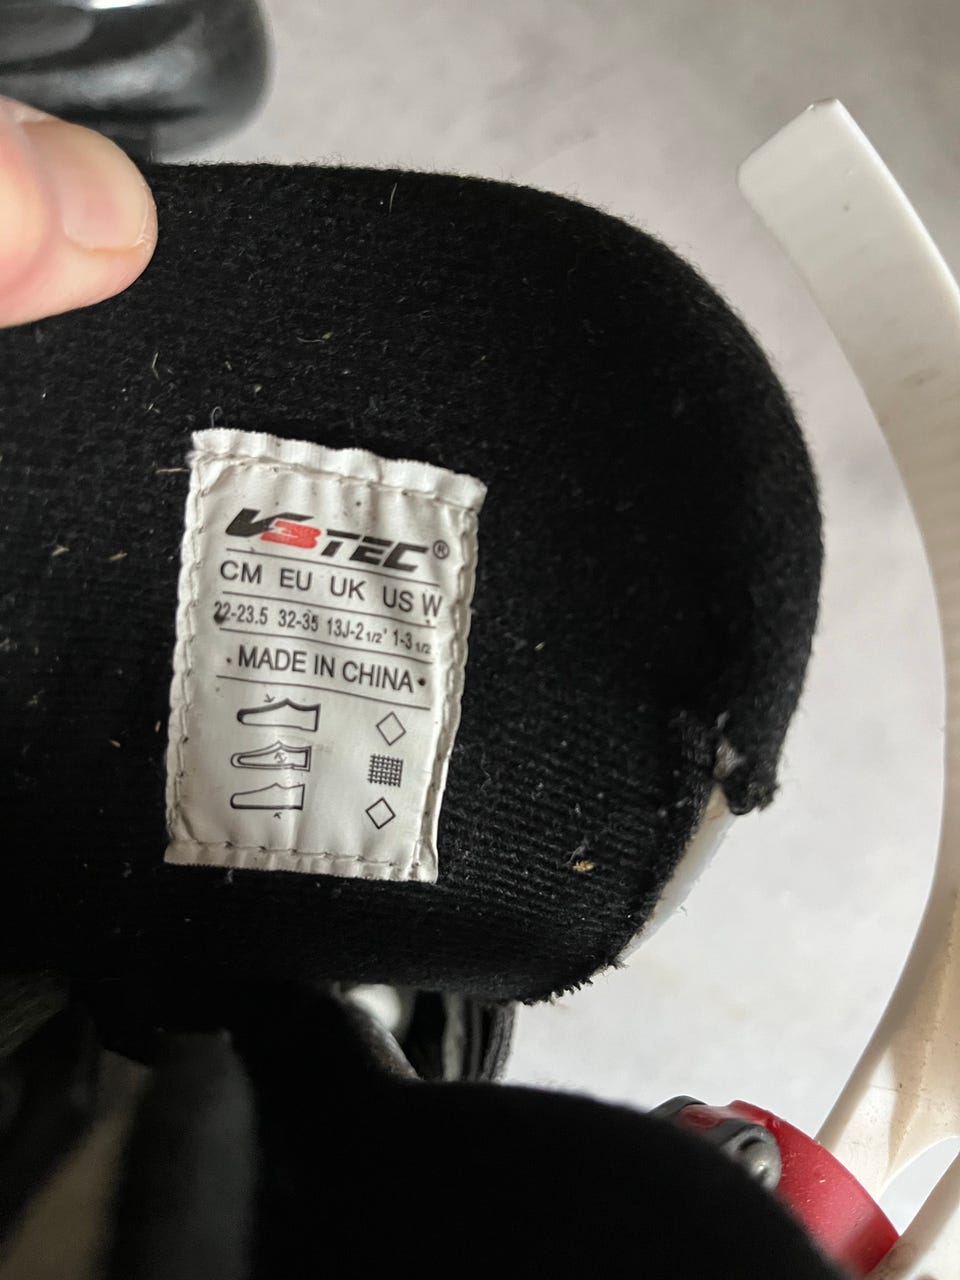 V3TEC®
CM EU UK US W
22-23.5 32-35 13J-2 1/2' 1-3 1/2
MADE IN CHINA